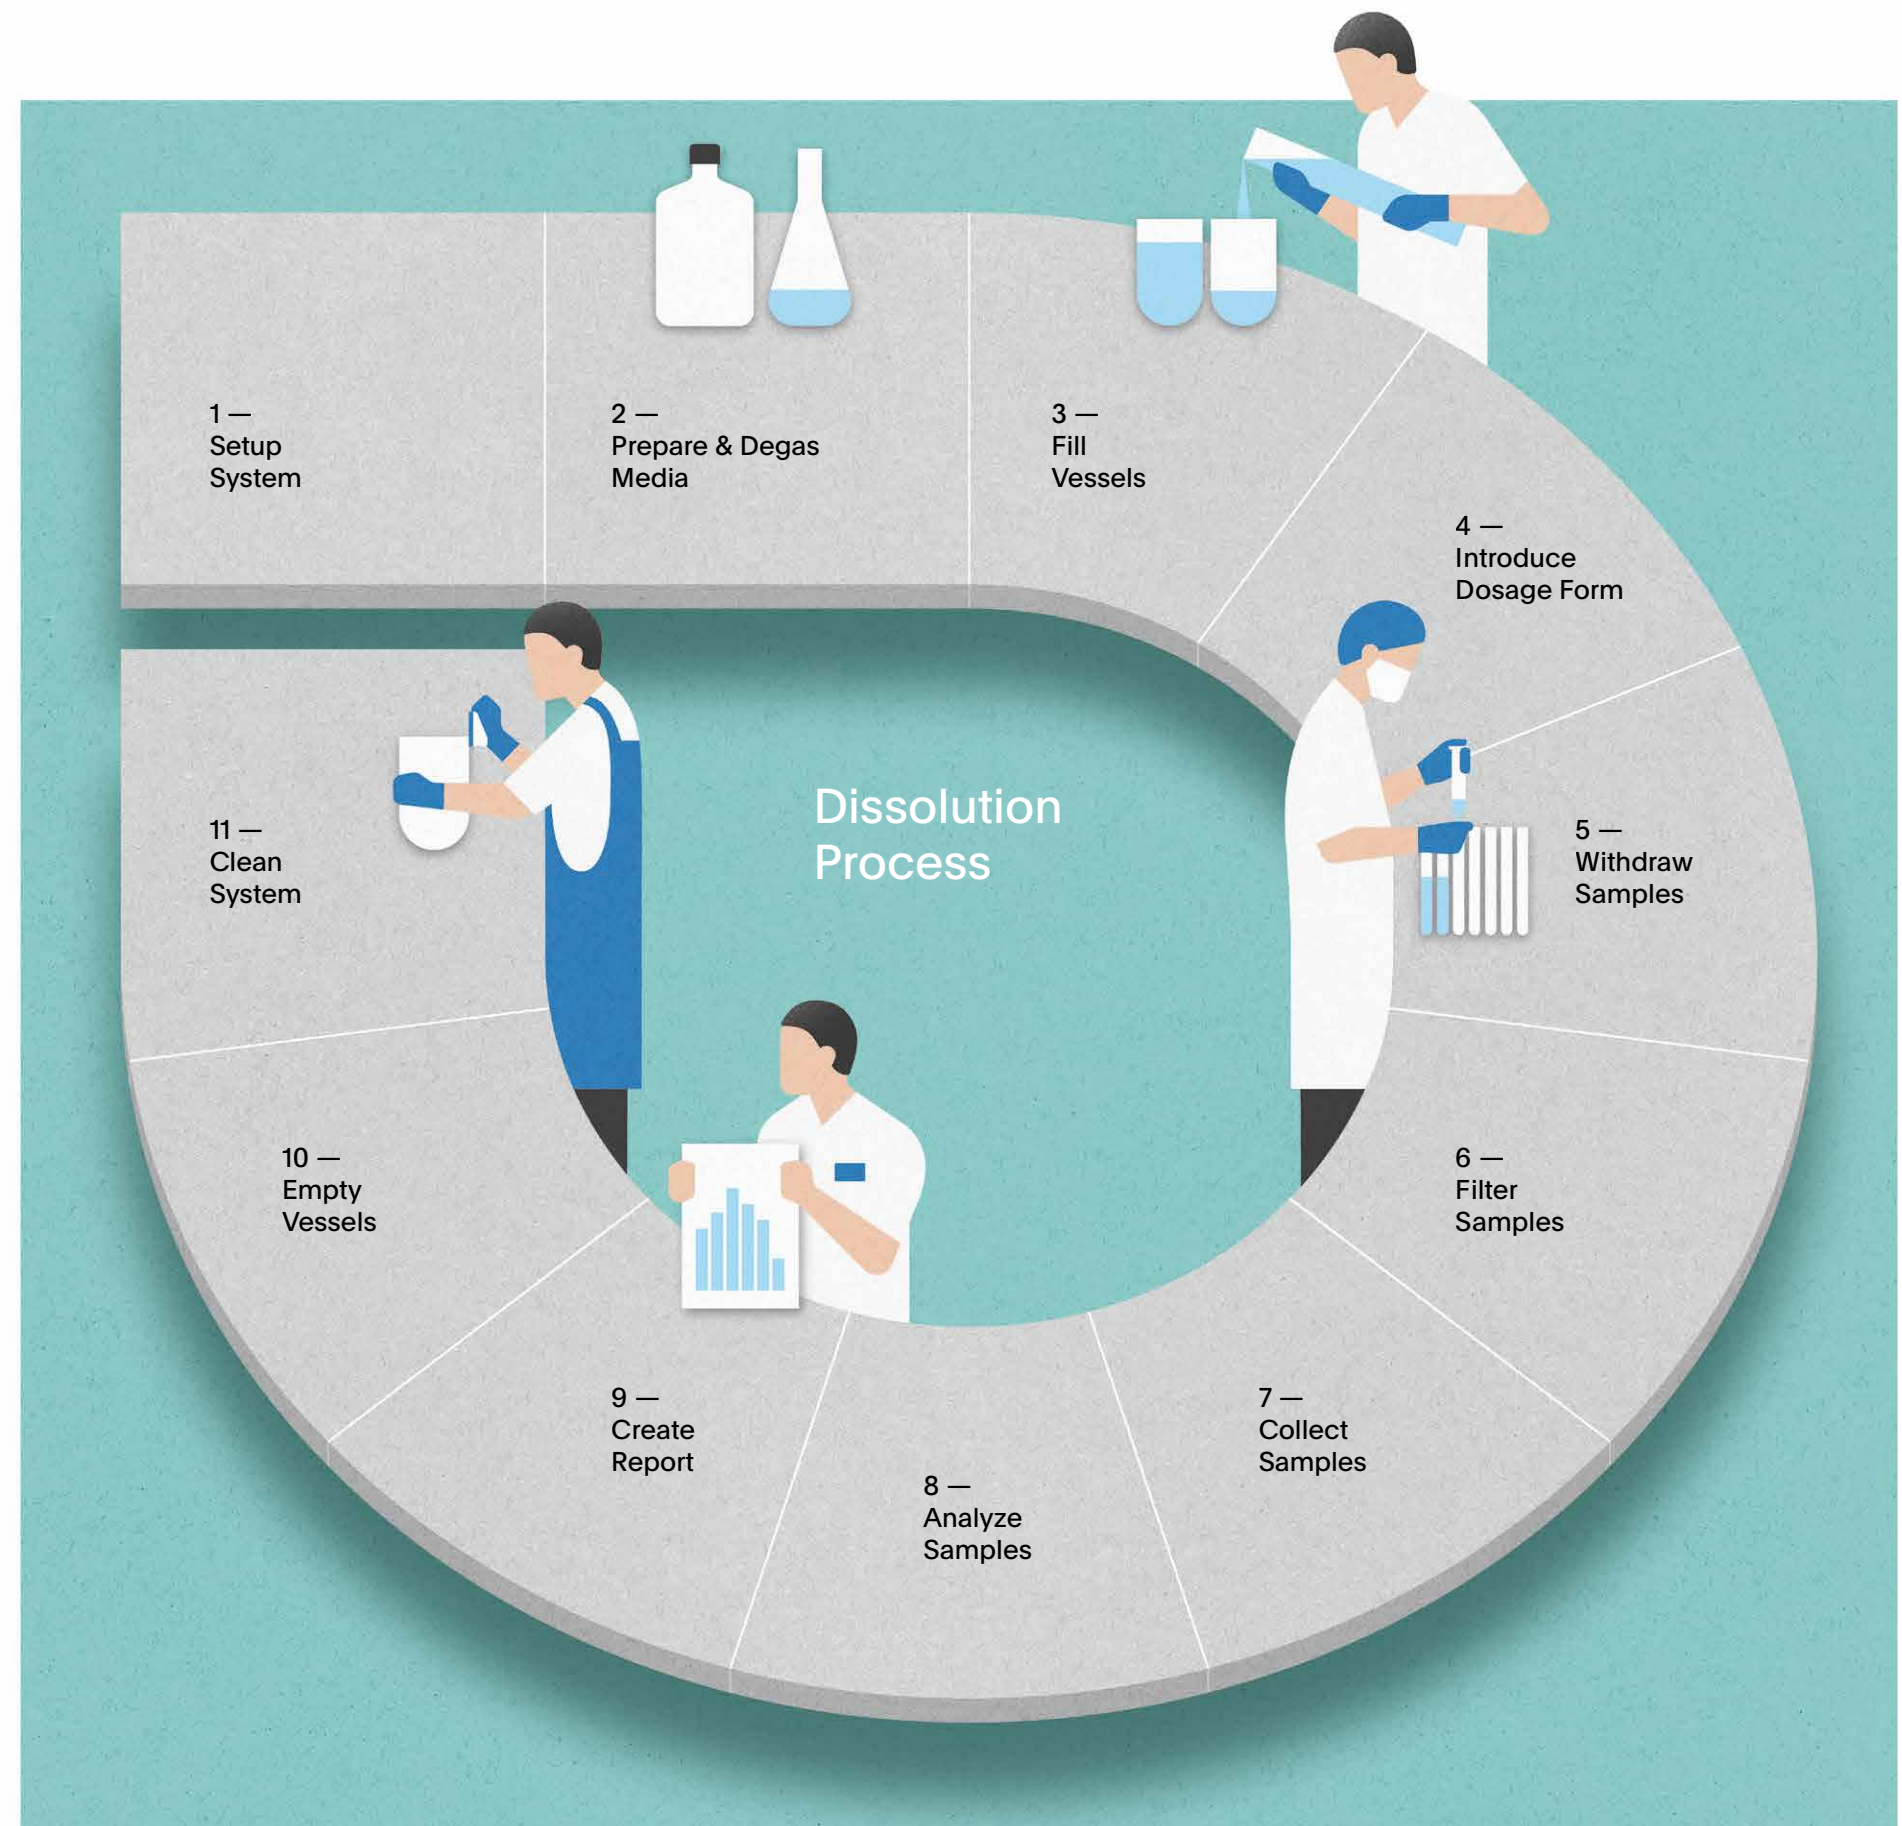 1 —
Setup
System
2 —
Prepare & Degas
Media
3 —
Fill
Vessels
4 —
Introduce
Dosage Form
5 —
Withdraw
Samples
6 —
Filter
Samples
7 —
Collect
Samples
8 —
Analyze
Samples
9 —
Create
Report
10 —
Empty
Vessels
11 —
Clean
System
Dissolution
Process